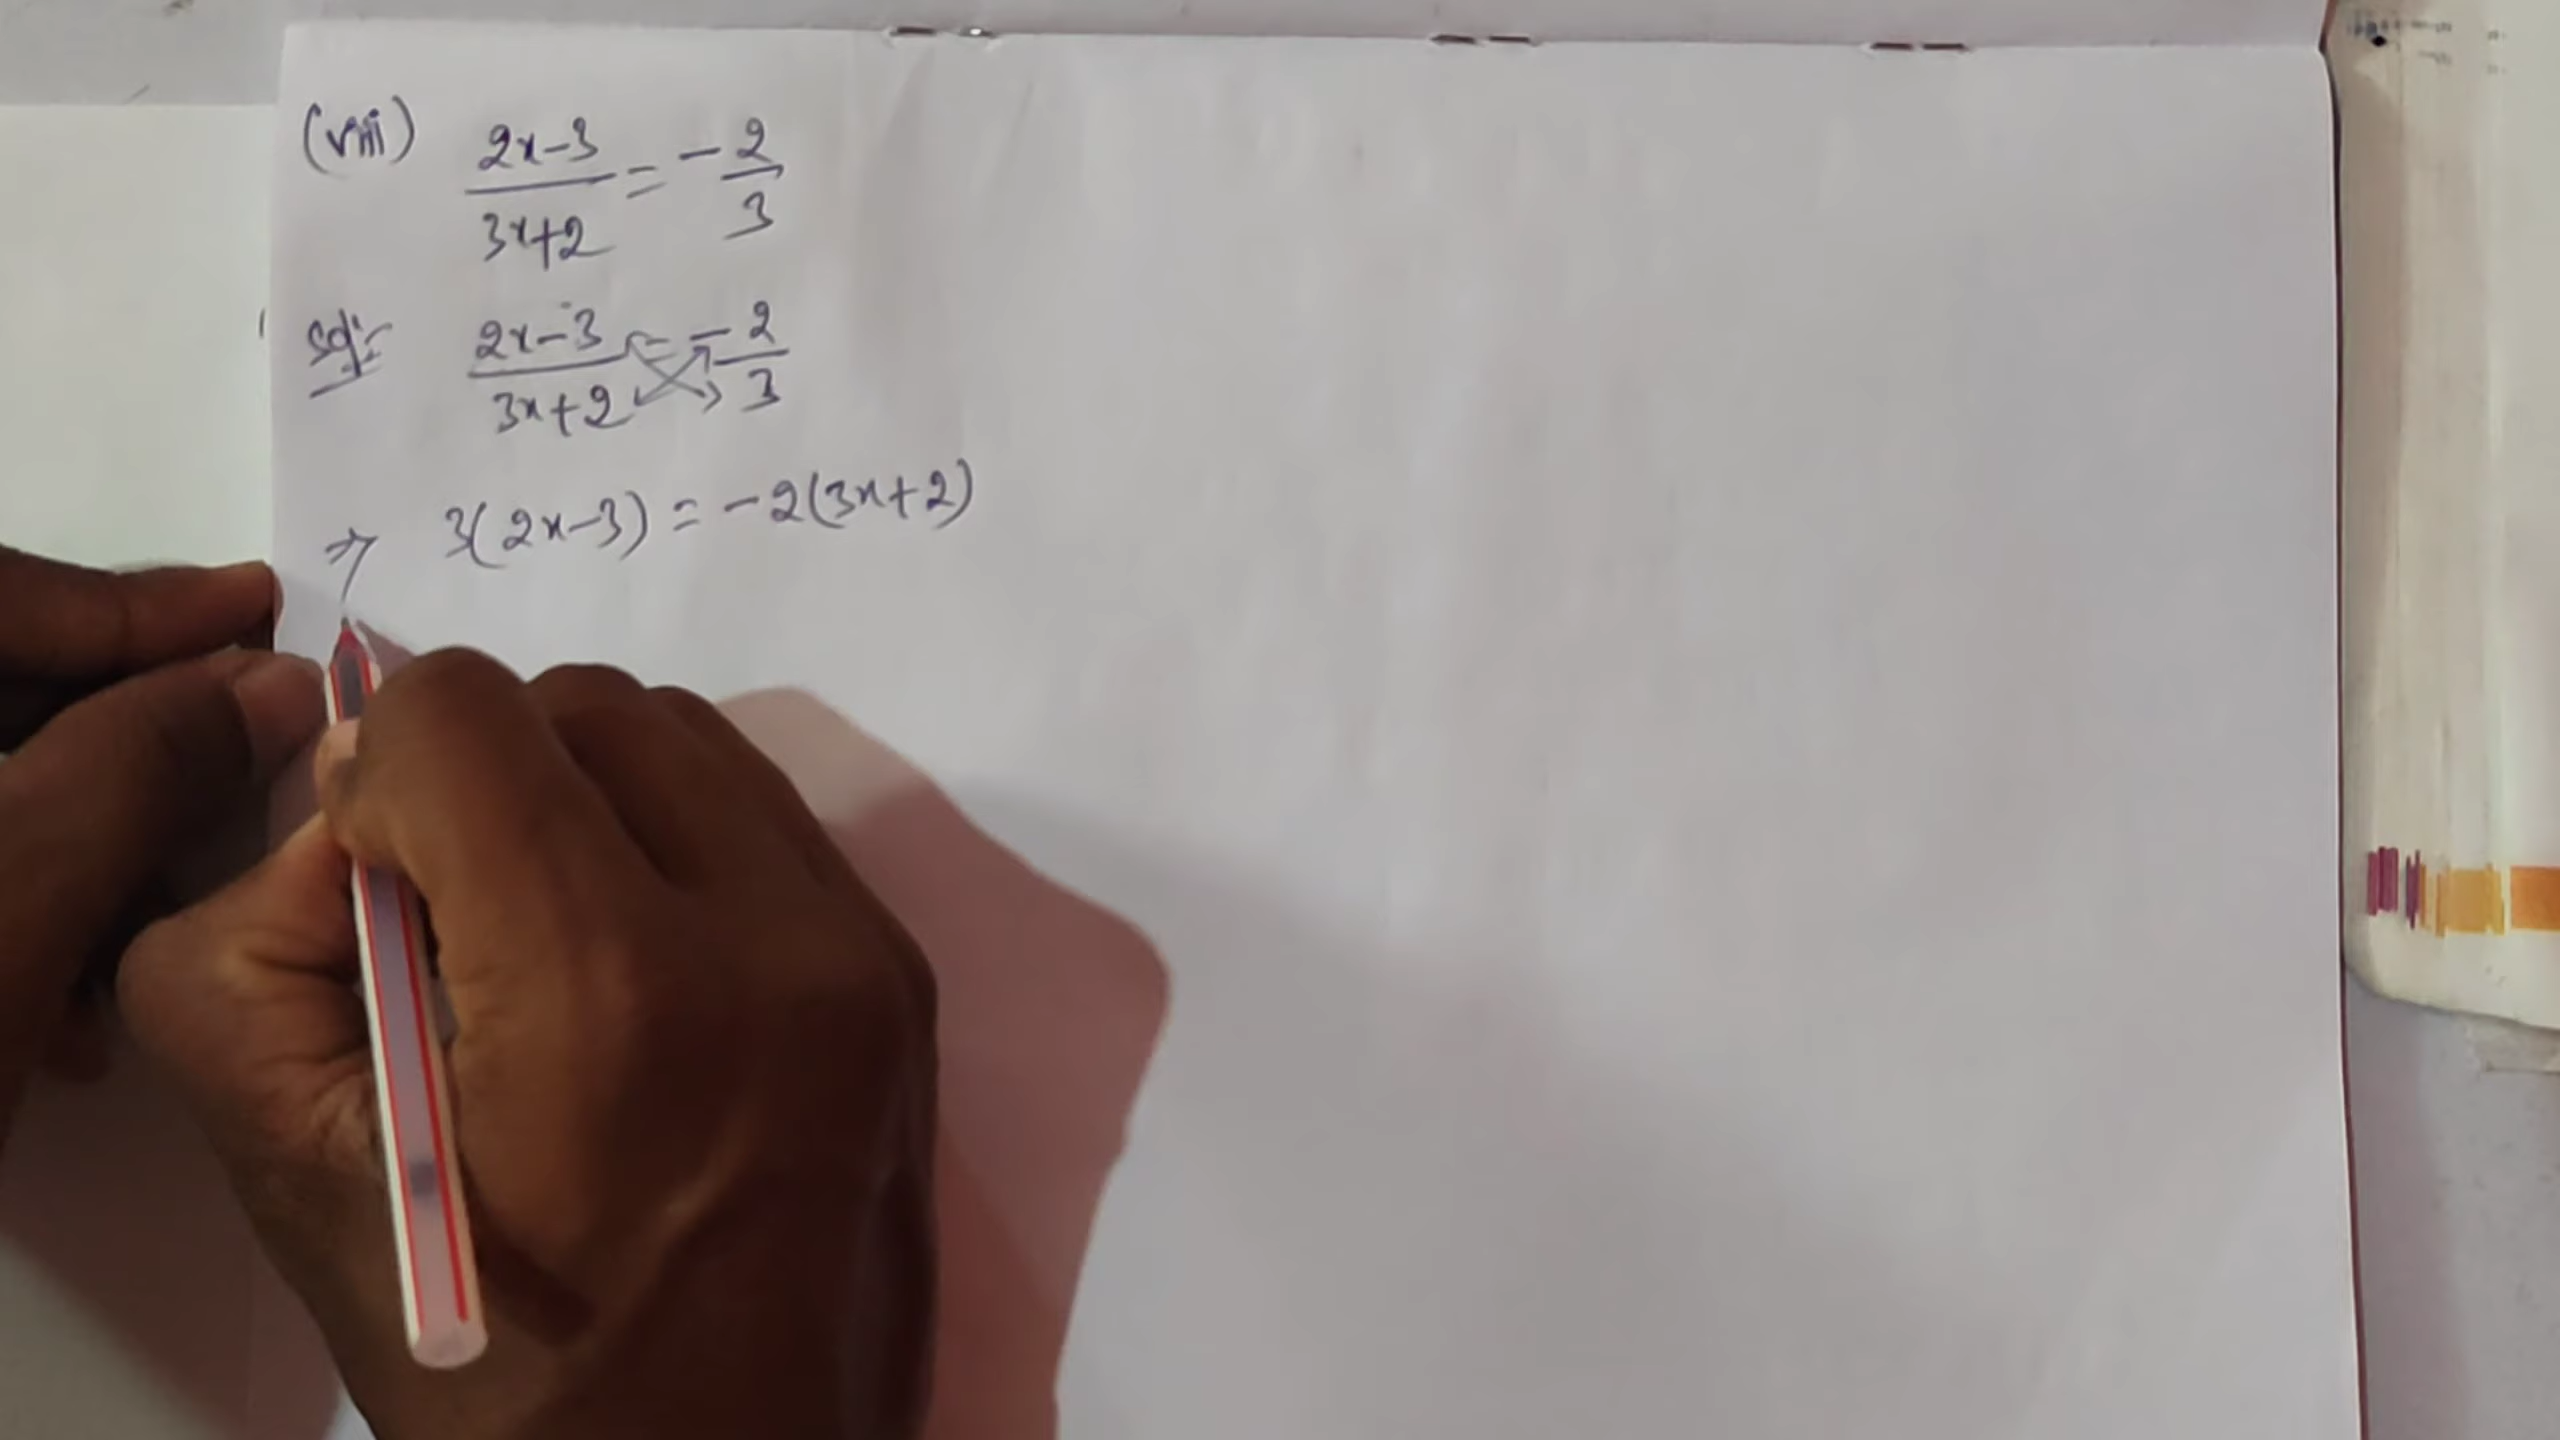 (viii) 2x-3/3x+2 = -2/3
Sol:- 2x-3/3x+2 = -2/3
⇒ 3(2x-3) = -2(3x+2)